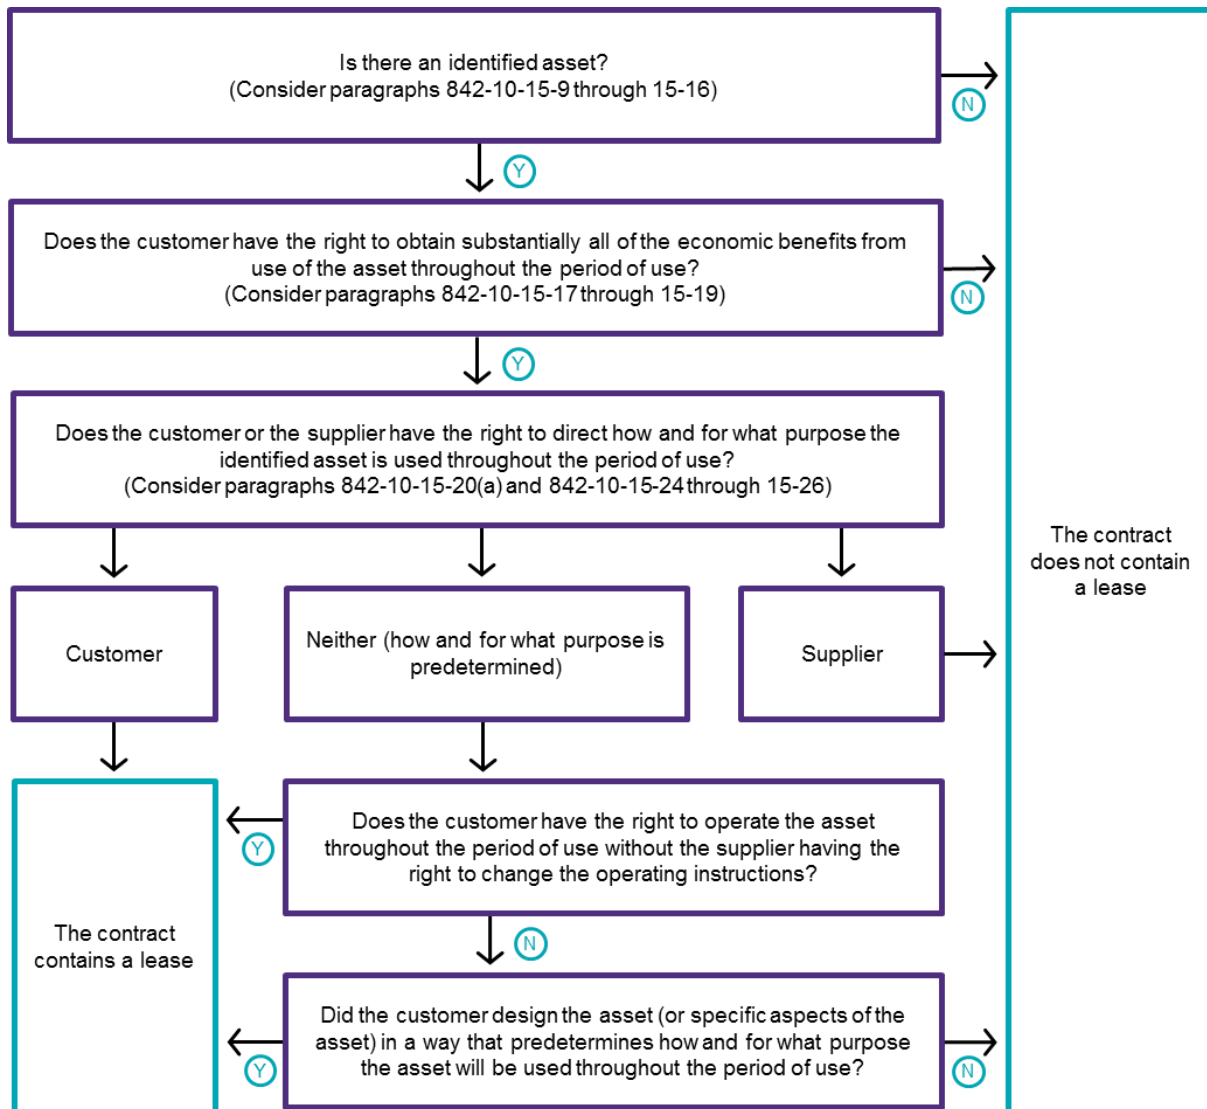 Is there an identified asset?
(Consider paragraphs 842-10-15-9 through 15-16)
N
Y
Does the customer have the right to obtain substantially all of the economic benefits from
use of the asset throughout the period of use?
(Consider paragraphs 842-10-15-17 through 15-19)
N
Y
Does the customer or the supplier have the right to direct how and for what purpose the
identified asset is used throughout the period of use?
(Consider paragraphs 842-10-15-20(a) and 842-10-15-24 through 15-26)
The contract
does not contain
a lease
Customer
Neither (how and for what purpose is
predetermined)
Supplier
Does the customer have the right to operate the asset
throughout the period of use without the supplier having the
right to change the operating instructions?
Y
N
The contract
contains a lease
Did the customer design the asset (or specific aspects of the
asset) in a way that predetermines how and for what purpose
the asset will be used throughout the period of use?
Y
N